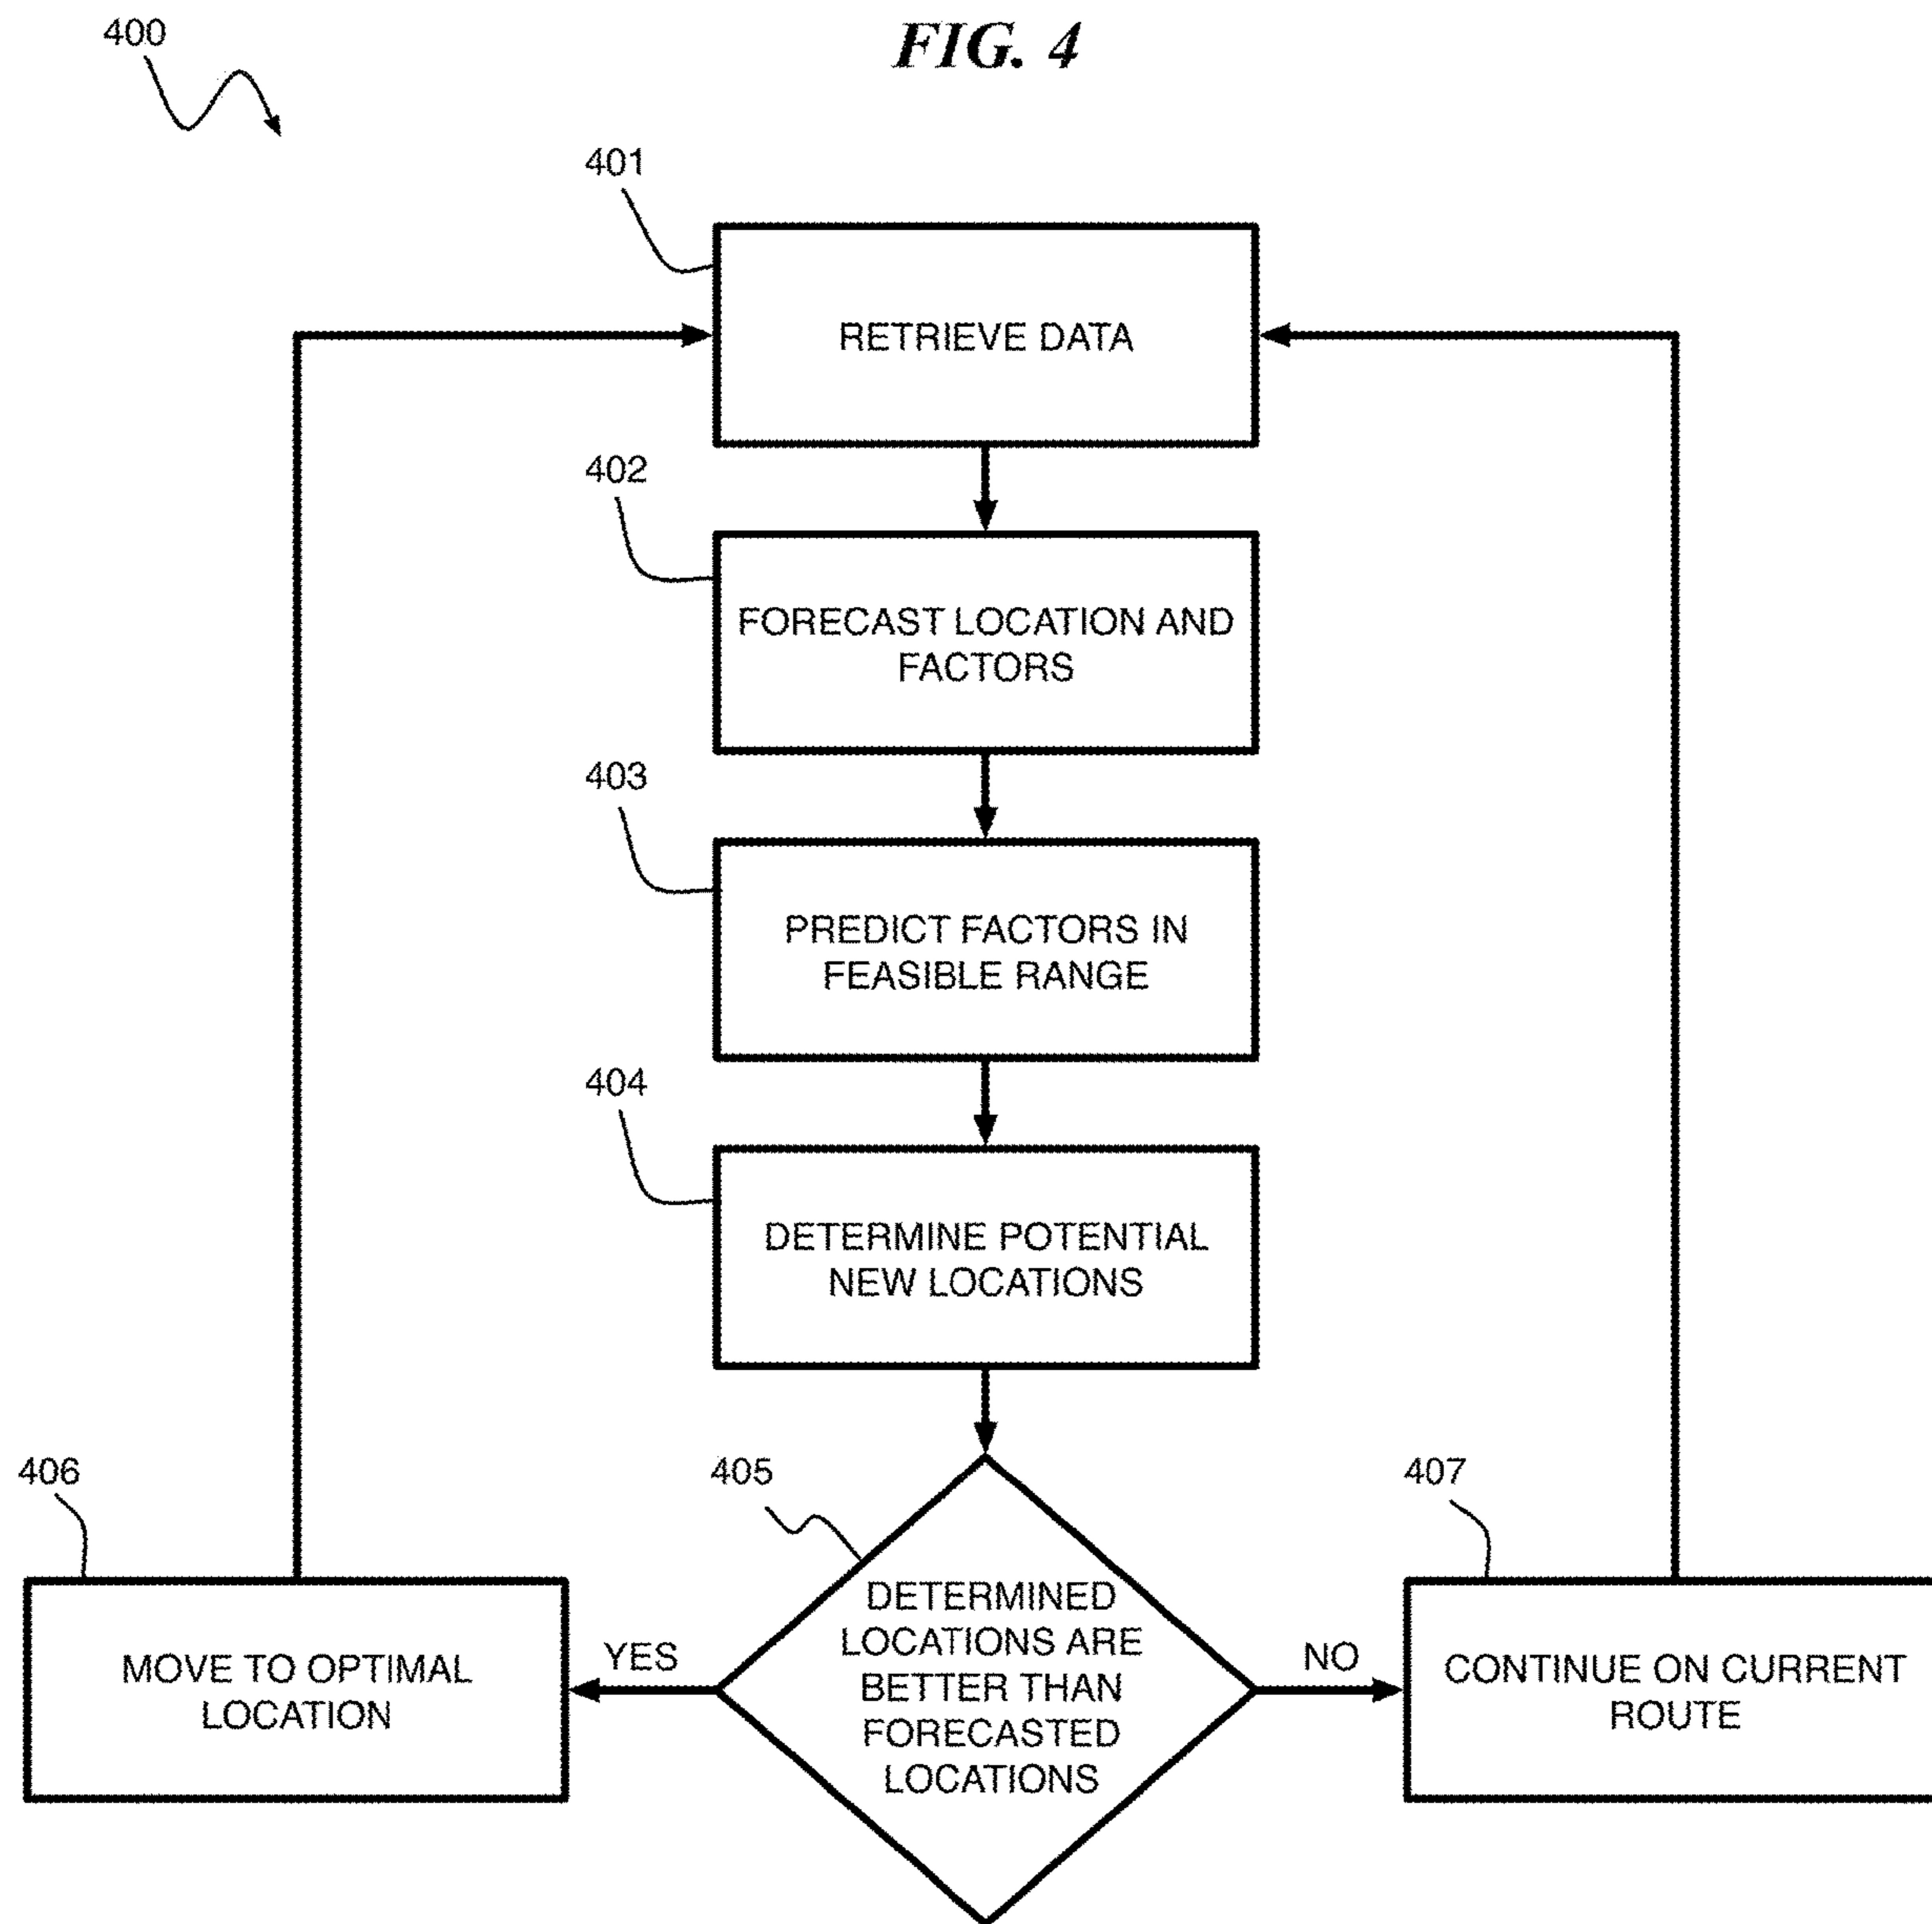 FIG. 4
400
401
RETRIEVE DATA
402
FORECAST LOCATION AND
FACTORS
403
PREDICT FACTORS IN
FEASIBLE RANGE
404
DETERMINE POTENTIAL
NEW LOCATIONS
405
DETERMINED
LOCATIONS ARE
BETTER THAN
FORECASTED
LOCATIONS
YES
NO
406
MOVE TO OPTIMAL
LOCATION
407
CONTINUE ON CURRENT
ROUTE